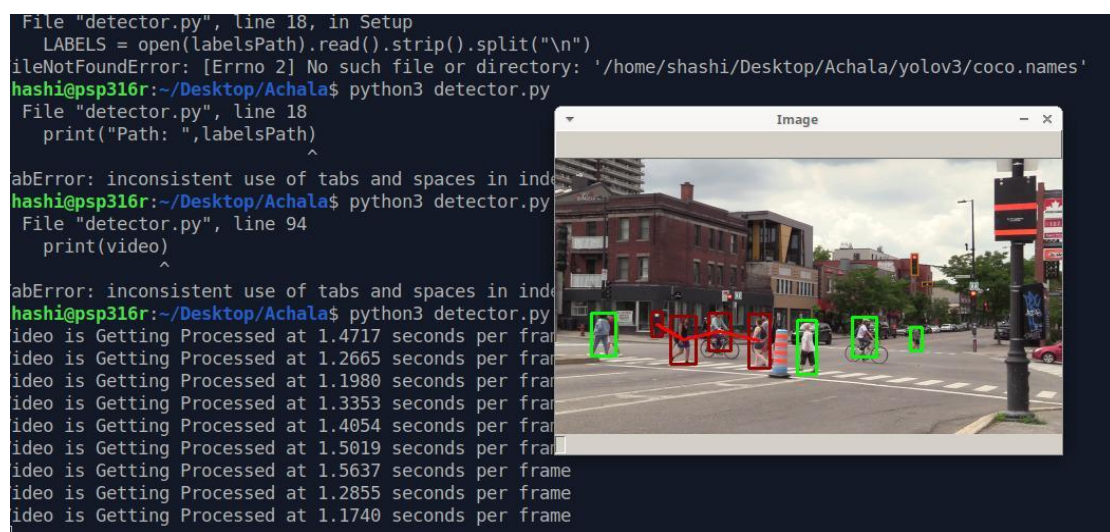 File "detector.py", line 18, in Setup
LABELS = open(labelsPath).read().strip().split("\n")
ileNotFoundError: [Errno 2] No such file or directory: '/home/shashi/Desktop/Achala/yolov3/coco.names'
hashi@psp316r:~/Desktop/Achala$ python3 detector.py
File "detector.py", line 18
print("Path: ",labelsPath)
^
abError: inconsistent use of tabs and spaces in inde
hashi@psp316r:~/Desktop/Achala$ python3 detector.py
File "detector.py", line 94
print(video)
^
abError: inconsistent use of tabs and spaces in inde
hashi@psp316r:~/Desktop/Achala$ python3 detector.py
ideo is Getting Processed at 1.4717 seconds per fram
ideo is Getting Processed at 1.2665 seconds per fram
ideo is Getting Processed at 1.1980 seconds per fram
ideo is Getting Processed at 1.3353 seconds per fram
ideo is Getting Processed at 1.4054 seconds per fram
ideo is Getting Processed at 1.5019 seconds per fram
ideo is Getting Processed at 1.5637 seconds per frame
ideo is Getting Processed at 1.2855 seconds per frame
ideo is Getting Processed at 1.1740 seconds per frame
Image